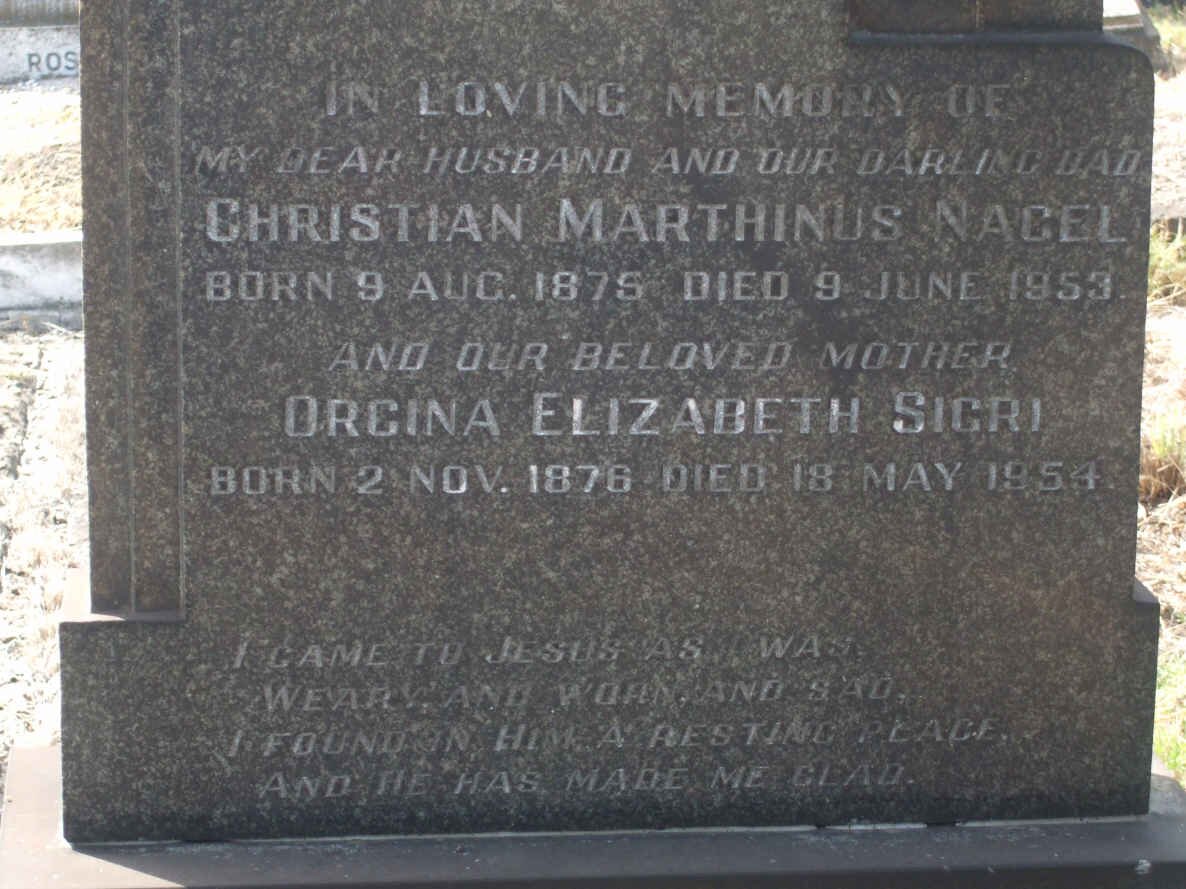 ROS
IN LOVING MEMORY OF
MY DEAR HUSBAND AND OUR DARLING DAD
CHRISTIAN MARTHINUS NAGEL
BORN 9 AUG. 1875 DIED 9 JUNE 1953.
AND OUR BELOVED MOTHER
ORGINA ELIZABETH SIGRI
BORN 2 NOV. 1876 DIED 18 MAY 1954.
I CAME TO JESUS AS I WAS.
WEARY AND WORN, AND SAD,
I FOUND IN HIM A RESTING PLACE,
AND HE HAS MADE ME GLAD.